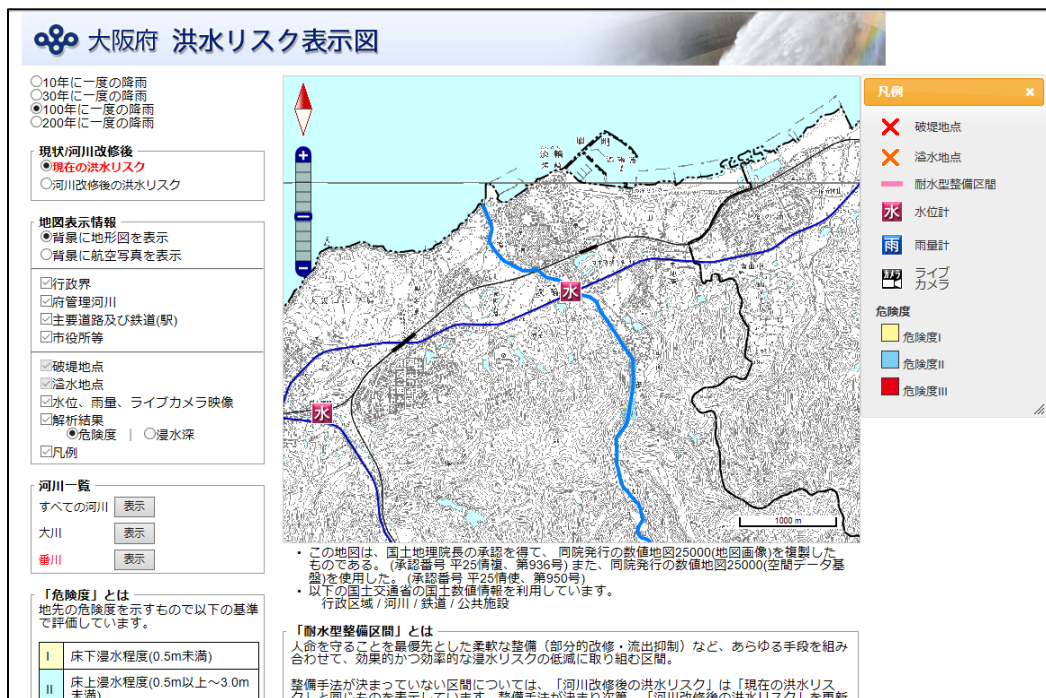 大阪府 洪水リスク表示図
10年に一度の降雨
30年に一度の降雨
100年に一度の降雨
200年に一度の降雨
現状/河川改修後
現在の洪水リスク
河川改修後の洪水リスク
地図表示情報
背景に地形図を表示
背景に航空写真を表示
行政界
府管理河川
主要道路及び鉄道(駅)
市役所等
破堤地点
溢水地点
水位、雨量、ライブカメラ映像
解析結果
危険度 | 浸水深
凡例
河川一覧
すべての河川 表示
大川 表示
番川 表示
「危険度」とは
地先の危険度を示すもので以下の基準
で評価しています。
I 床下浸水程度(0.5m未満)
II 床上浸水程度(0.5m以上～3.0m
未満)
水
水
1000 m
・ この地図は、国土地理院長の承認を得て、 同院発行の数値地図25000(地図画像)を複製した
ものである。 (承認番号 平25情複、第936号) また、同院発行の数値地図25000(空間データ基
盤)を使用した。 (承認番号 平25情使、第950号)
・ 以下の国土交通省の国土数値情報を利用しています。
行政区域 / 河川 / 鉄道 / 公共施設
「耐水型整備区間」とは
人命を守ることを最優先とした柔軟な整備（部分的改修・流出抑制）など、あらゆる手段を組み
合わせて、効果的かつ効率的な浸水リスクの低減に取り組む区間。
整備手法が決まっていない区間については、「河川改修後の洪水リスク」は「現在の洪水リス
ク」と同じものを表示しています。整備手法が決まり次第、「河川改修後の洪水リスク」を更新
凡例
破堤地点
溢水地点
耐水型整備区間
水 水位計
雨 雨量計
カメラ ライブ
カメラ
危険度
危険度I
危険度II
危険度III